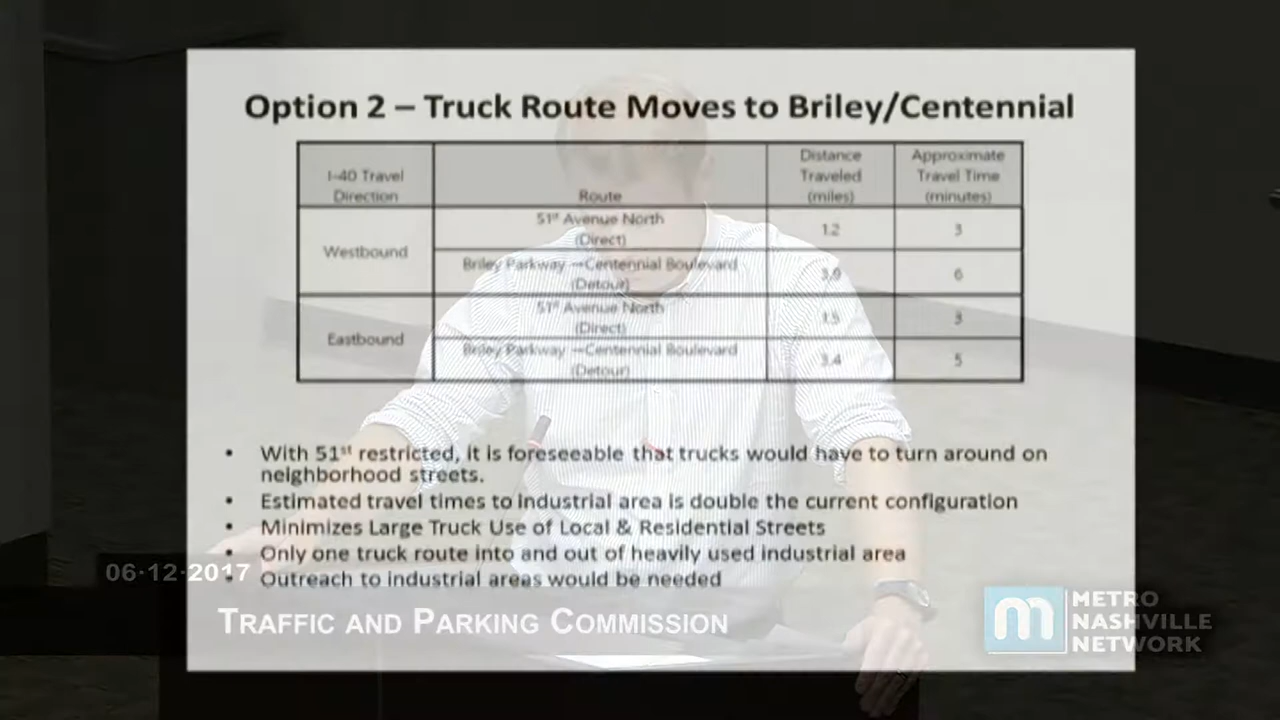 Option 2 – Truck Route Moves to Briley/Centennial
I-40 Travel
Direction
Route
Distance
Traveled
(miles)
Approximate
Travel Time
(minutes)
Westbound
51st Avenue North
(Direct)
1.2
3
Briley Parkway –Centennial Boulevard
(Detour)
3.9
6
Eastbound
51st Avenue North
(Direct)
1.5
3
Briley Parkway –Centennial Boulevard
(Detour)
3.4
5
• With 51st restricted, it is foreseeable that trucks would have to turn around on
neighborhood streets.
• Estimated travel times to industrial area is double the current configuration
• Minimizes Large Truck Use of Local & Residential Streets
• Only one truck route into and out of heavily used industrial area
• Outreach to industrial areas would be needed
06·12·2017
TRAFFIC AND PARKING COMMISSION
m
METRO
NASHVILLE
NETWORK